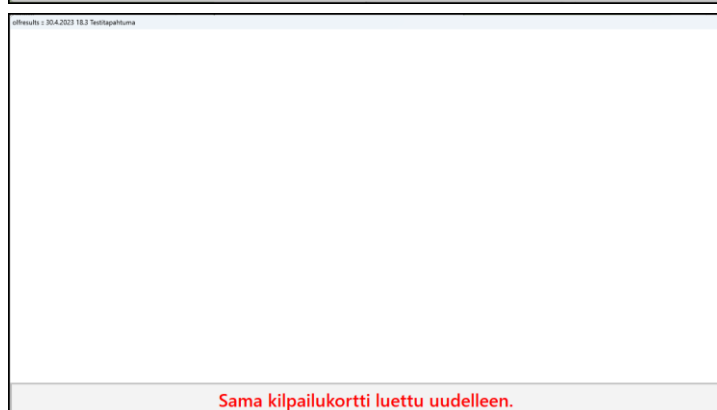 olfresults :: 30.4.2023 18.3 Testitapahtuma
Sama kilpailukortti luettu uudelleen.